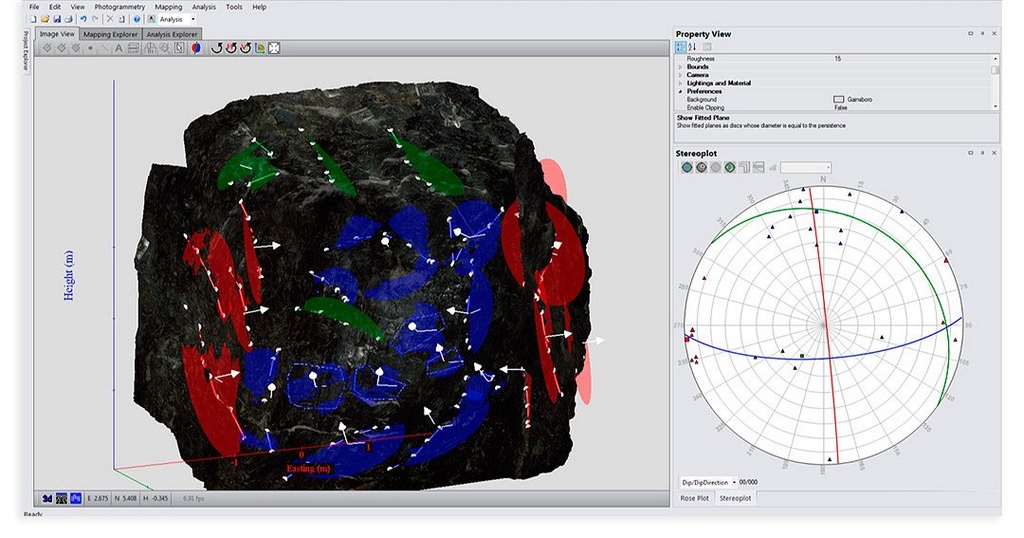 File Edit View Photogrammetry Mapping Analysis Tools Help
Analysis
Project Explorer
Image View Mapping Explorer Analysis Explorer
Height (m)
-1 0 1
Easting (m)
3d E 2.675 N 5.408 H -0.345 6.91 fps
Ready
Property View
Roughness 15
Bounds
Camera
Lightings and Material
Preferences
Background Gainsboro
Enable Clipping False
Show Fitted Plane
Show fitted planes as discs whose diameter is equal to the persistence
Stereoplot
N
270
90
Dip/DipDirection 00/000
Rose Plot Stereoplot